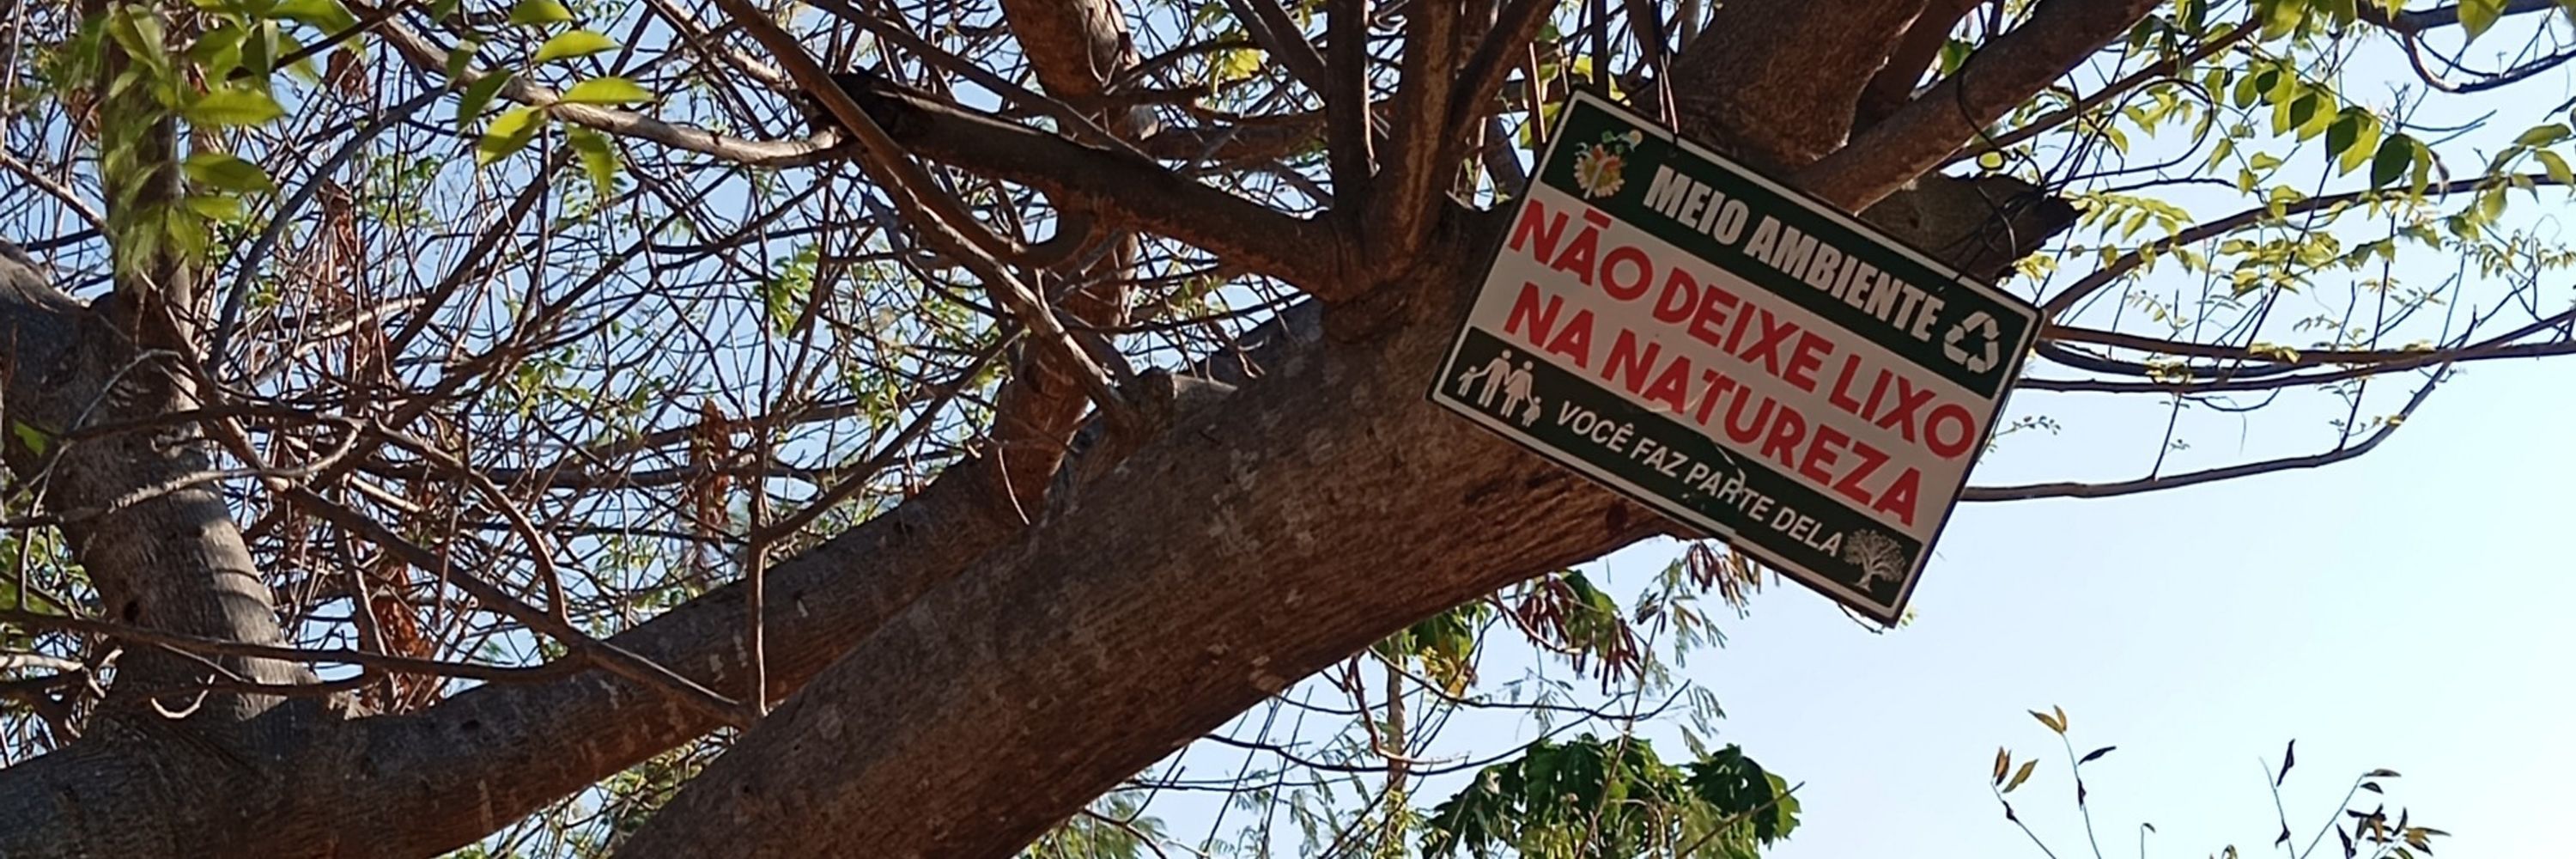 MEIO AMBIENTE
NÃO DEIXE LIXO
NA NATUREZA
VOCÊ FAZ PARTE DELA